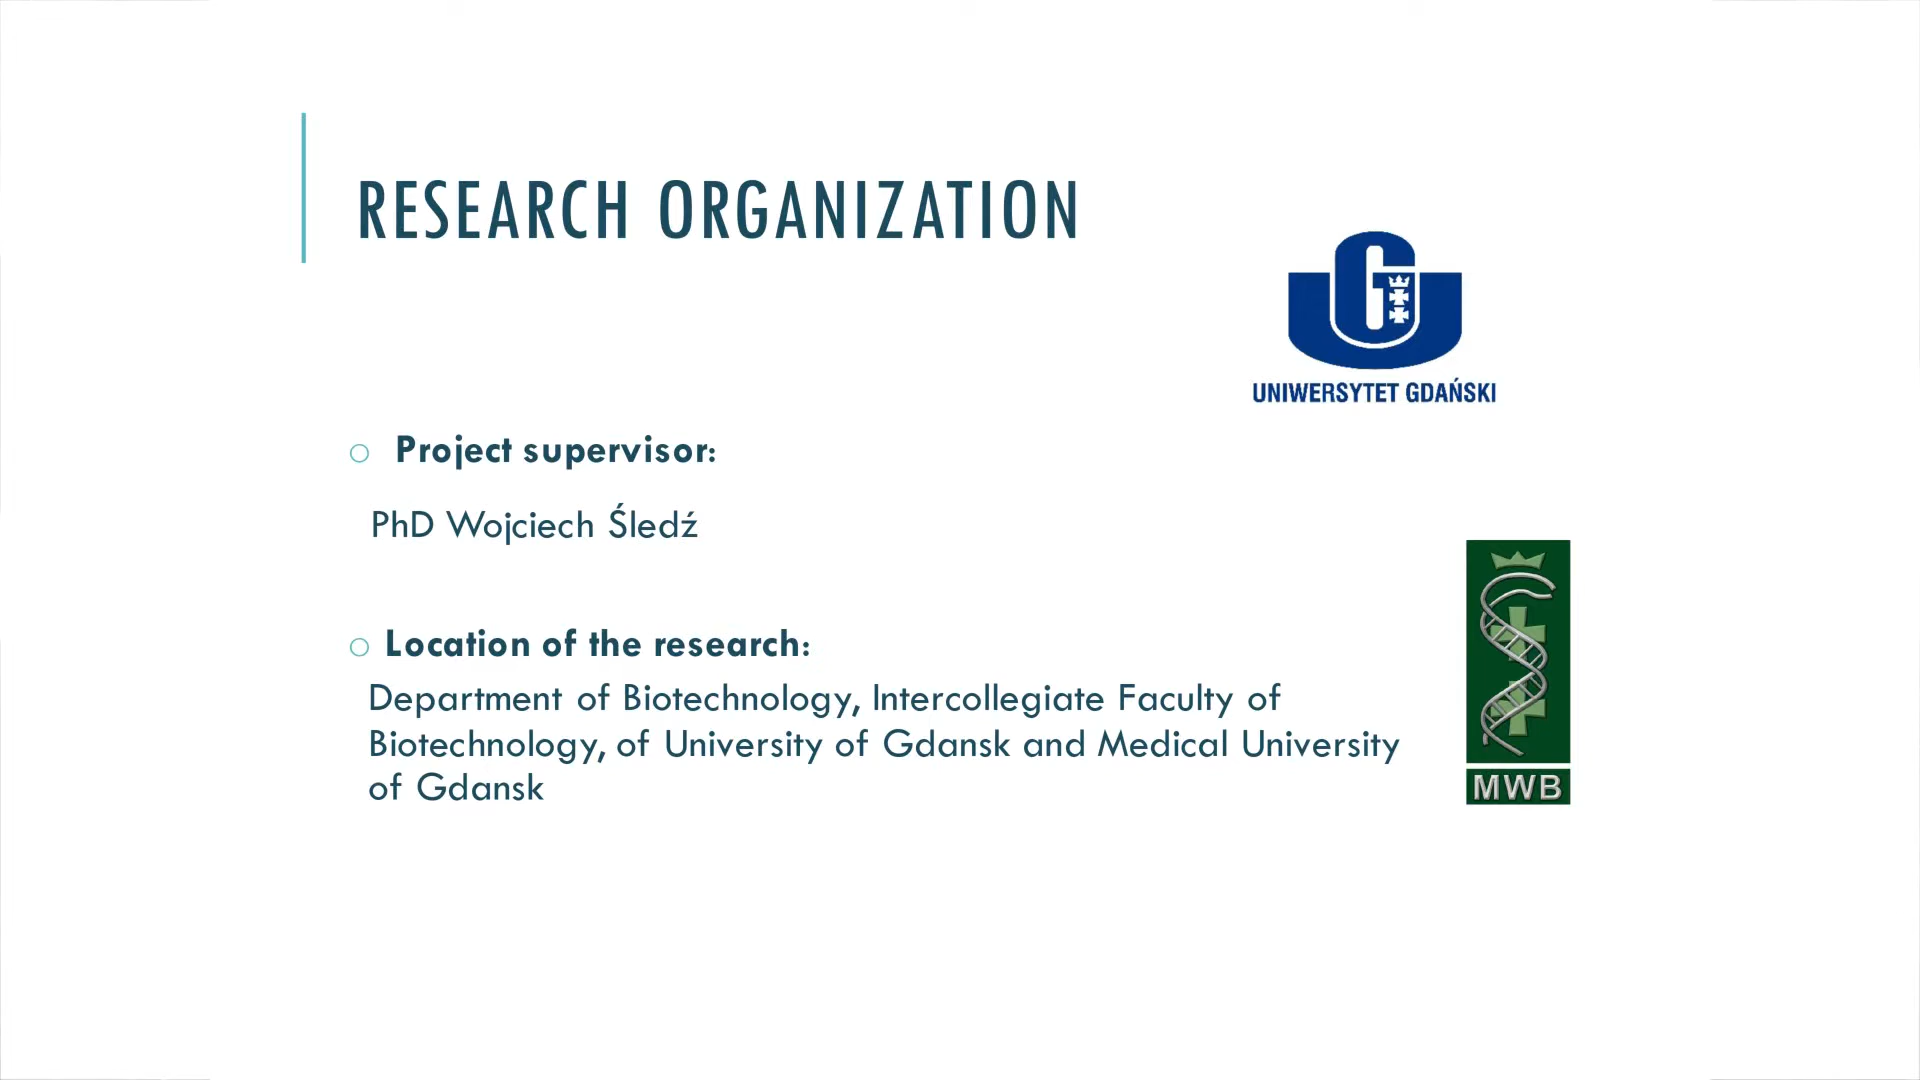 RESEARCH ORGANIZATION
UNIWERSYTET GDAŃSKI
Project supervisor:
PhD Wojciech Śledź
Location of the research:
Department of Biotechnology, Intercollegiate Faculty of
Biotechnology, of University of Gdansk and Medical University
of Gdansk
MWB